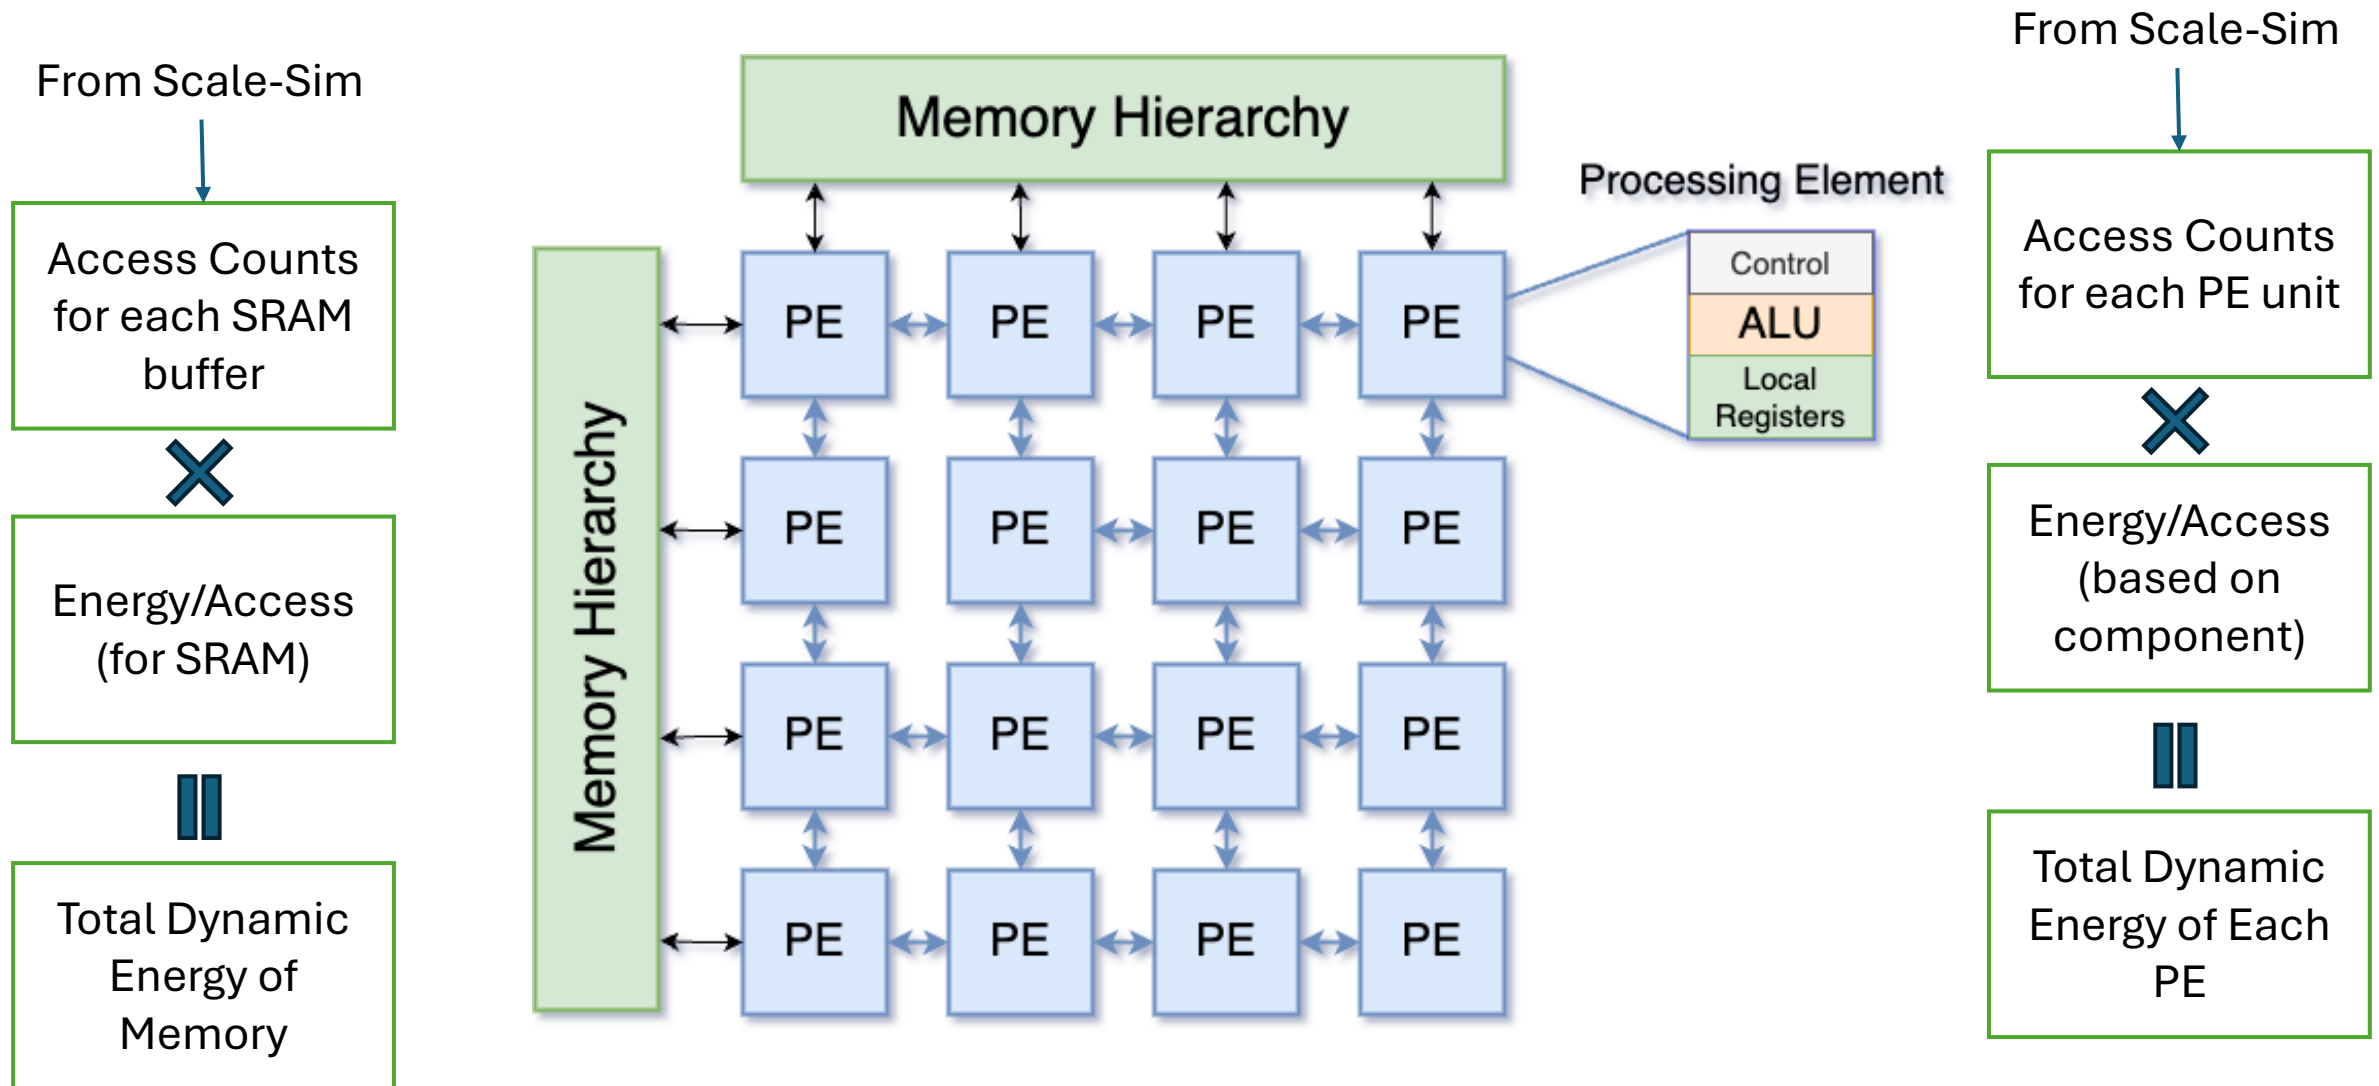 From Scale-Sim
Access Counts
for each SRAM
buffer
Energy/Access
(for SRAM)
Total Dynamic
Energy of
Memory
Memory Hierarchy
Memory Hierarchy
PE PE PE PE
PE PE PE PE
PE PE PE PE
PE PE PE PE
Processing Element
Control
ALU
Local
Registers
From Scale-Sim
Access Counts
for each PE unit
Energy/Access
(based on
component)
Total Dynamic
Energy of Each
PE